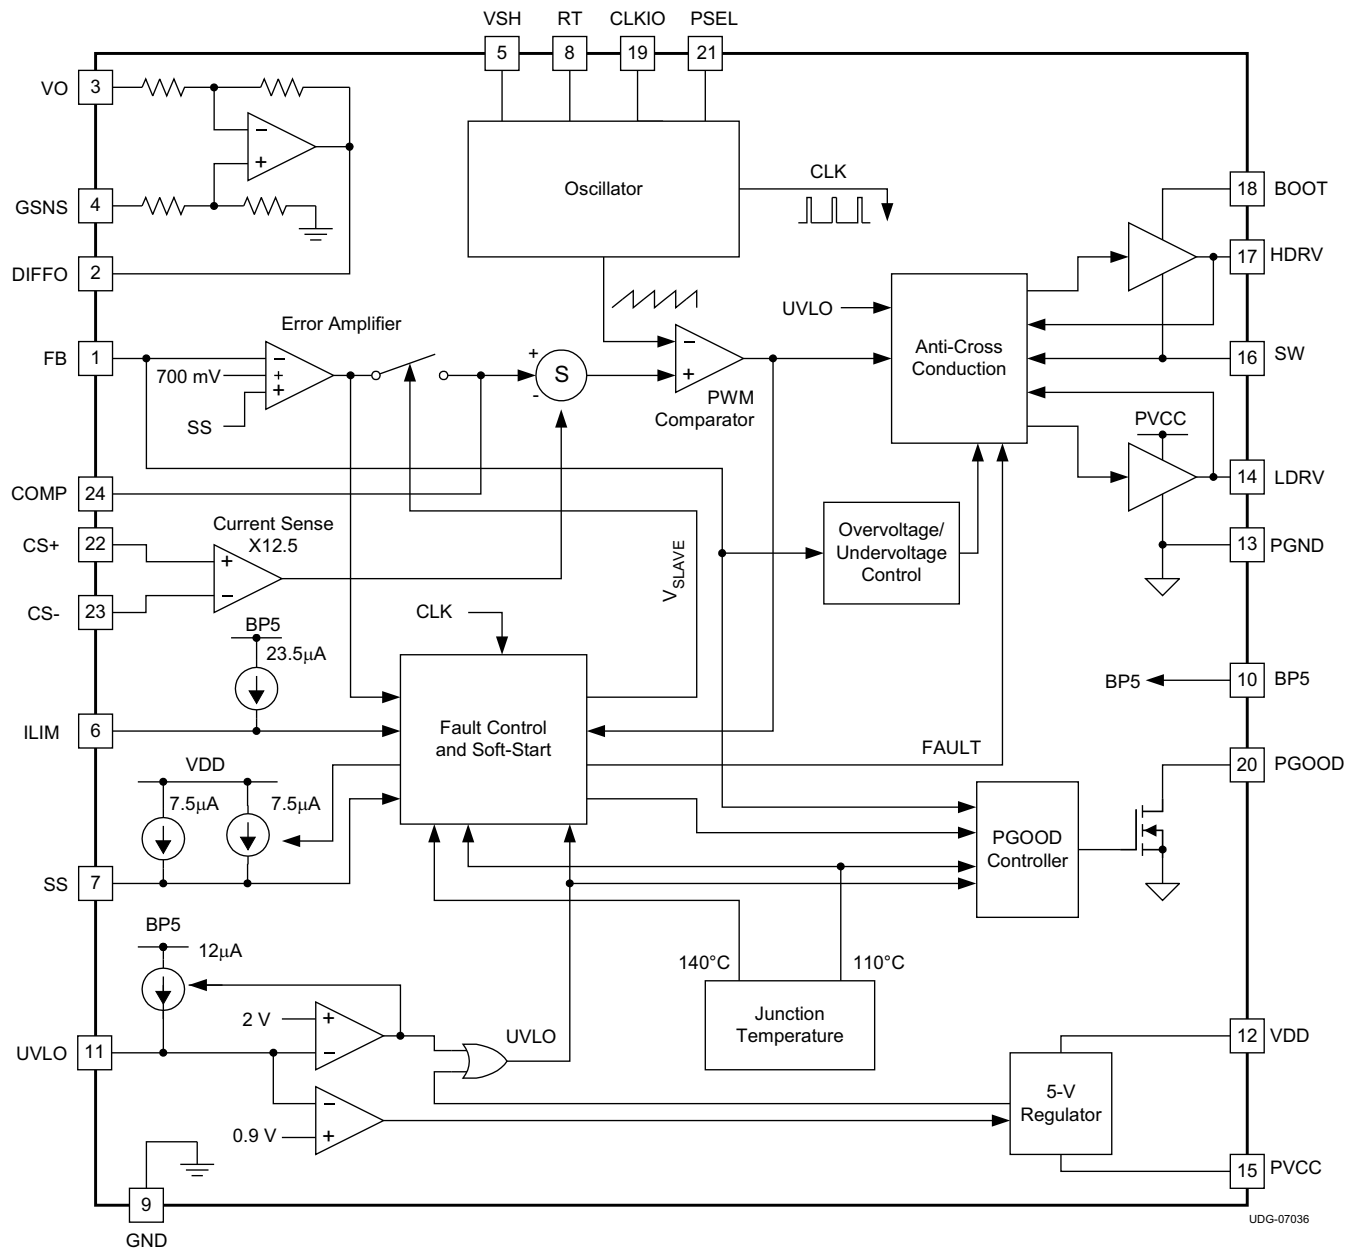 VSH RT CLKIO PSEL
5 8 19 21
VO 3
GSNS 4
DIFFO 2
−
+
Oscillator
CLK
18 BOOT
17 HDRV
UVLO
Error Amplifier
FB 1
−
+
+
700 mV
SS
+
-
S
−
+
PWM
Comparator
Anti-Cross
Conduction
16 SW
PVCC
14 LDRV
COMP 24
CS+ 22
Current Sense
X12.5
+
−
CS- 23
VSLAVE
Overvoltage/
Undervoltage
Control
13 PGND
CLK
BP5
23.5μA
ILIM 6
Fault Control
and Soft-Start
FAULT
BP5
10 BP5
20 PGOOD
VDD
7.5μA 7.5μA
SS 7
PGOOD
Controller
BP5
12μA
140°C 110°C
Junction
Temperature
2 V
+
−
UVLO
UVLO 11
−
+
0.9 V
5-V
Regulator
12 VDD
15 PVCC
9
GND
UDG-07036